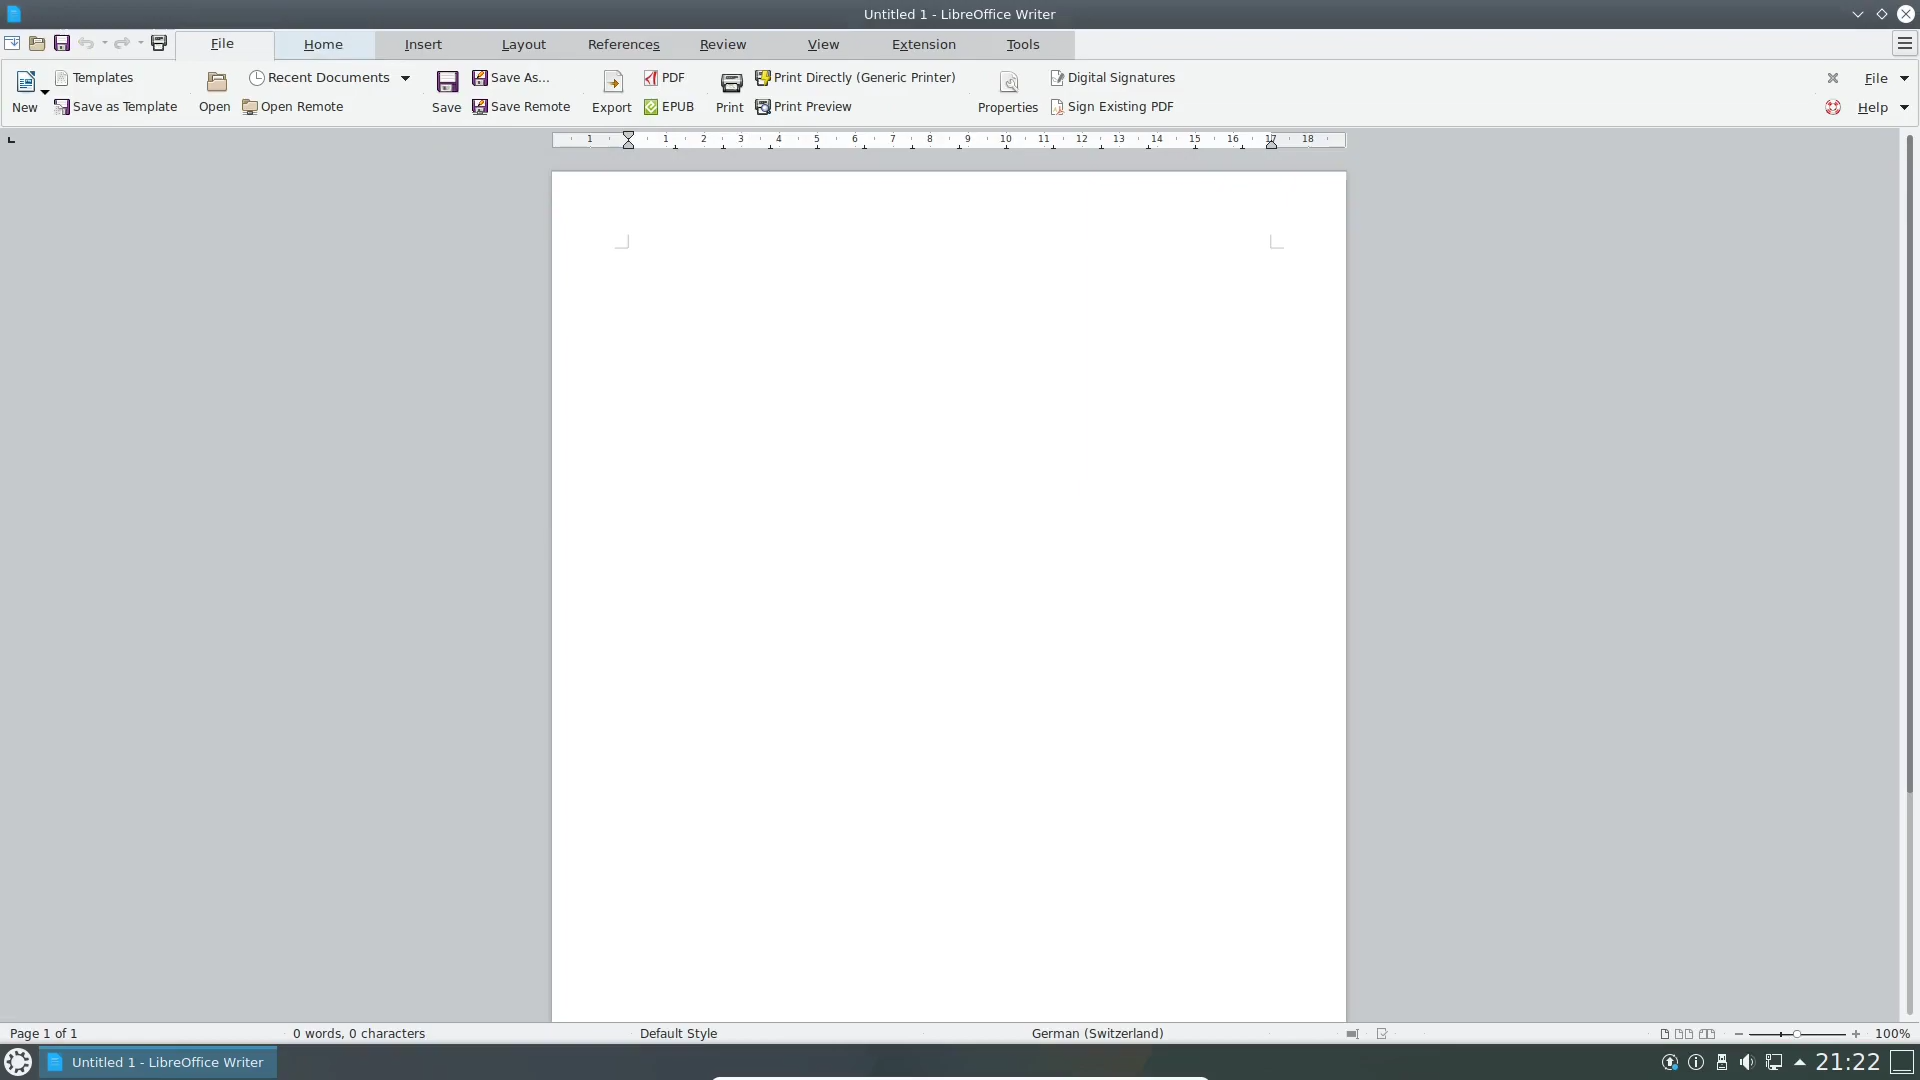 Untitled 1 - LibreOffice Writer
File Home Insert Layout References Review View Extension Tools
Templates Recent Documents Save As... PDF Print Directly (Generic Printer) Digital Signatures File
New Save as Template Open Open Remote Save Save Remote Export EPUB Print Print Preview Properties Sign Existing PDF Help
1 1 2 3 4 5 6 7 8 9 10 11 12 13 14 15 16 17 18
Page 1 of 1 0 words, 0 characters Default Style German (Switzerland) 100%
Untitled 1 - LibreOffice Writer 21:22